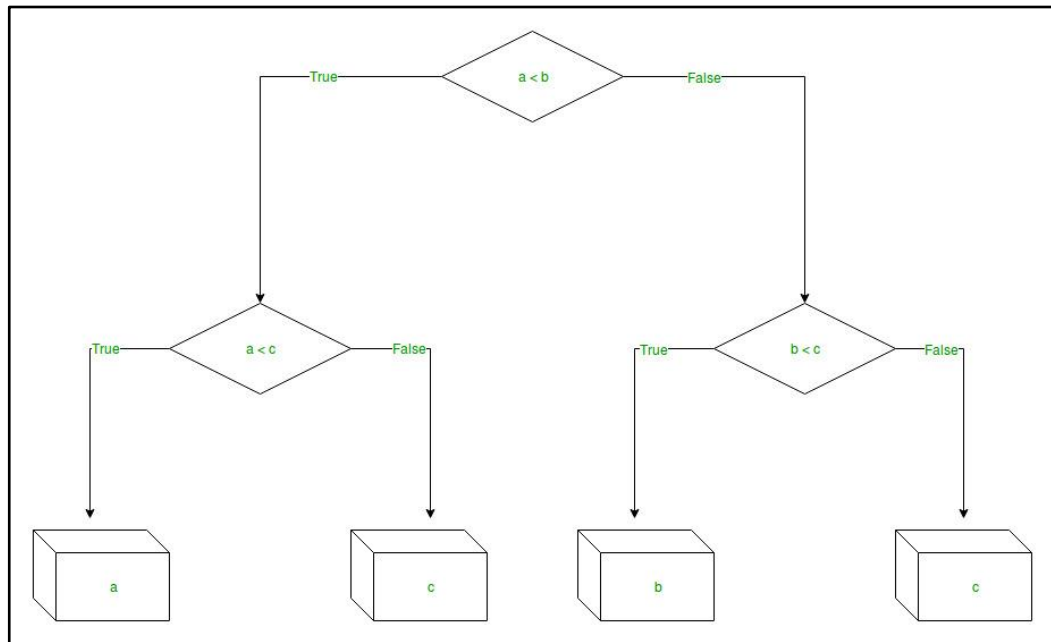 True
a < b
False
True
a < c
False
True
b < c
False
a
c
b
c